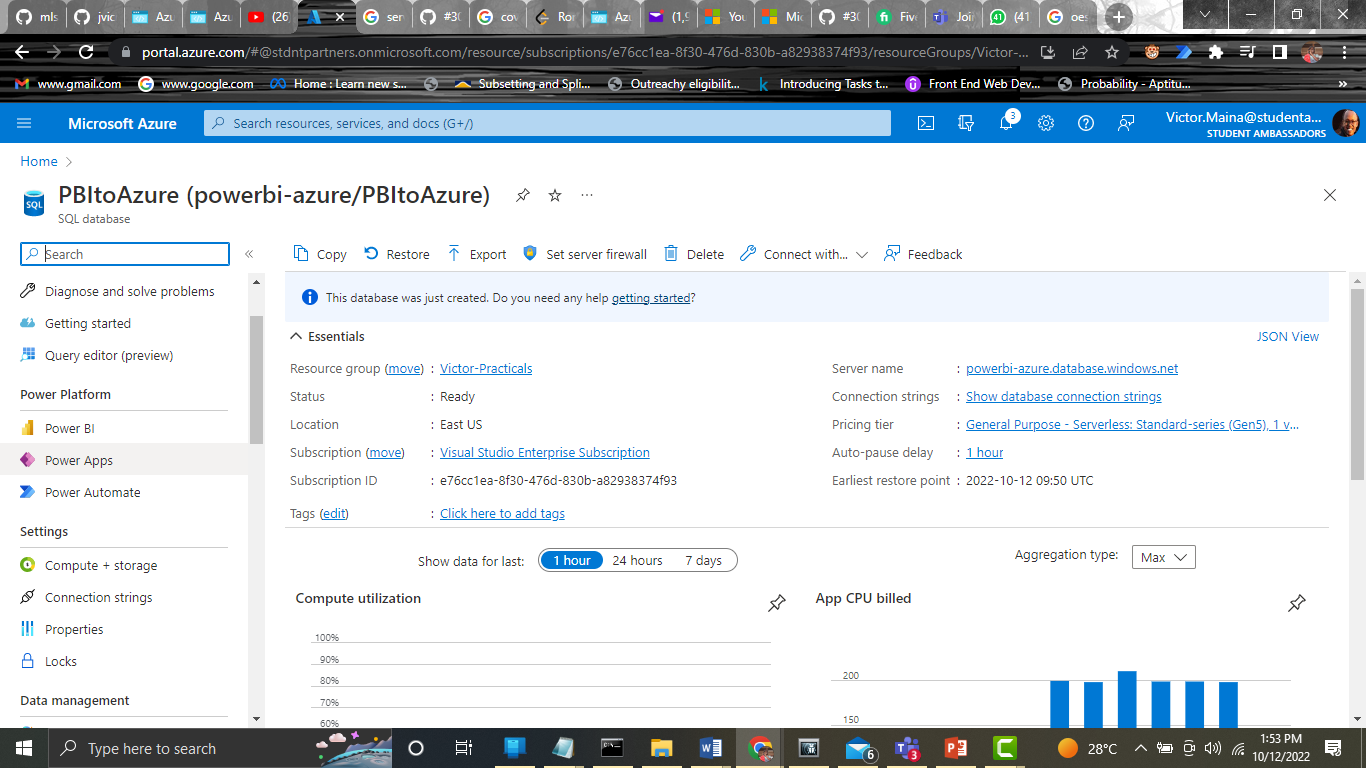 mls
jvic
Azu
Azu
(26
ser
#30
cov
Ro
Azu
(1,9
You
Mic
#30
Five
Joi
(41
oes
portal.azure.com/#@stdntpartners.onmicrosoft.com/resource/subscriptions/e76cc1ea-8f30-476d-830b-a82938374f93/resourceGroups/Victor-...
www.gmail.com
www.google.com
Home : Learn new s...
Subsetting and Spli...
Outreachy eligibilit...
Introducing Tasks t...
Front End Web Dev...
Probability - Aptitu...
Microsoft Azure
Search resources, services, and docs (G+/)
3
Victor.Maina@studenta...
STUDENT AMBASSADORS
Home
SQL
PBItoAzure (powerbi-azure/PBItoAzure)
SQL database
Search
Copy
Restore
Export
Set server firewall
Delete
Connect with...
Feedback
Diagnose and solve problems
Getting started
Query editor (preview)
Power Platform
Power BI
Power Apps
Power Automate
Settings
Compute + storage
Connection strings
Properties
Locks
Data management
This database was just created. Do you need any help getting started?
Essentials
JSON View
Resource group (move) : Victor-Practicals
Status : Ready
Location : East US
Subscription (move) : Visual Studio Enterprise Subscription
Subscription ID : e76cc1ea-8f30-476d-830b-a82938374f93
Tags (edit) : Click here to add tags
Server name : powerbi-azure.database.windows.net
Connection strings : Show database connection strings
Pricing tier : General Purpose - Serverless: Standard-series (Gen5), 1 v...
Auto-pause delay : 1 hour
Earliest restore point : 2022-10-12 09:50 UTC
Show data for last: 1 hour 24 hours 7 days
Aggregation type: Max
Compute utilization
100%
90%
80%
70%
60%
App CPU billed
200
150
Type here to search
6
3
28°C
1:53 PM
10/12/2022